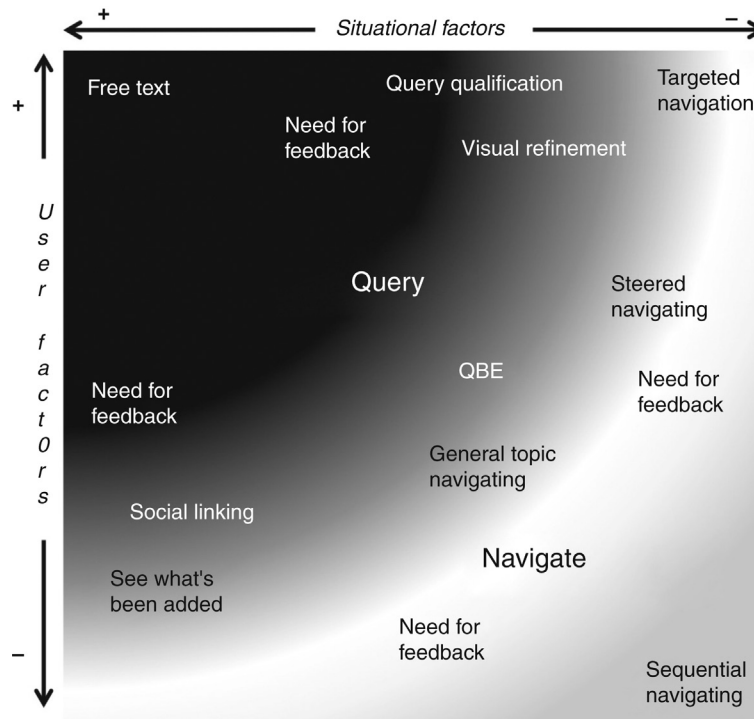 +
Situational factors
–
+
User fact0rs
–
Free text
Query qualification
Targeted
navigation
Need for
feedback
Visual refinement
Query
Steered
navigating
QBE
Need for
feedback
Need for
feedback
General topic
navigating
Social linking
Navigate
See what's
been added
Need for
feedback
Sequential
navigating